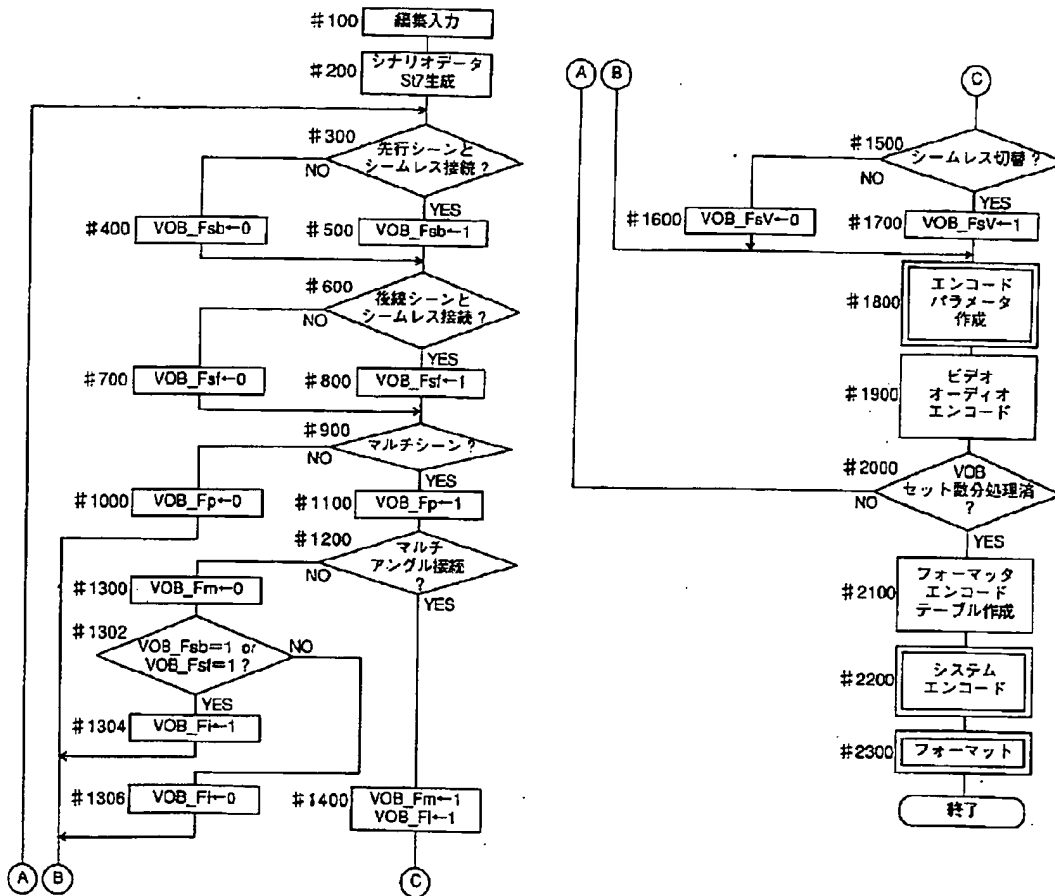 #100
編集入力
#200
シナリオデータ
St7生成
#300
先行シーンと
シームレス接続？
NO
YES
#400
VOB_Fsb←0
#500
VOB_Fsb←1
#600
後続シーンと
シームレス接続？
NO
YES
#700
VOB_Fsf←0
#800
VOB_Fsf←1
#900
マルチシーン？
NO
YES
#1000
VOB_Fp←0
#1100
VOB_Fp←1
#1200
マルチ
アングル接続
？
NO
YES
#1300
VOB_Fm←0
#1302
VOB_Fsb=1 or
VOB_Fsf=1？
NO
YES
#1304
VOB_Fi←1
#1306
VOB_Fi←0
#1400
VOB_Fm←1
VOB_Fi←1
A
B
C
A
B
C
#1500
シームレス切替？
NO
YES
#1600
VOB_FsV←0
#1700
VOB_FsV←1
#1800
エンコード
パラメータ
作成
#1900
ビデオ
オーディオ
エンコード
#2000
VOB
セット数分処理済
？
NO
YES
#2100
フォーマッタ
エンコード
テーブル作成
#2200
システム
エンコード
#2300
フォーマット
終了